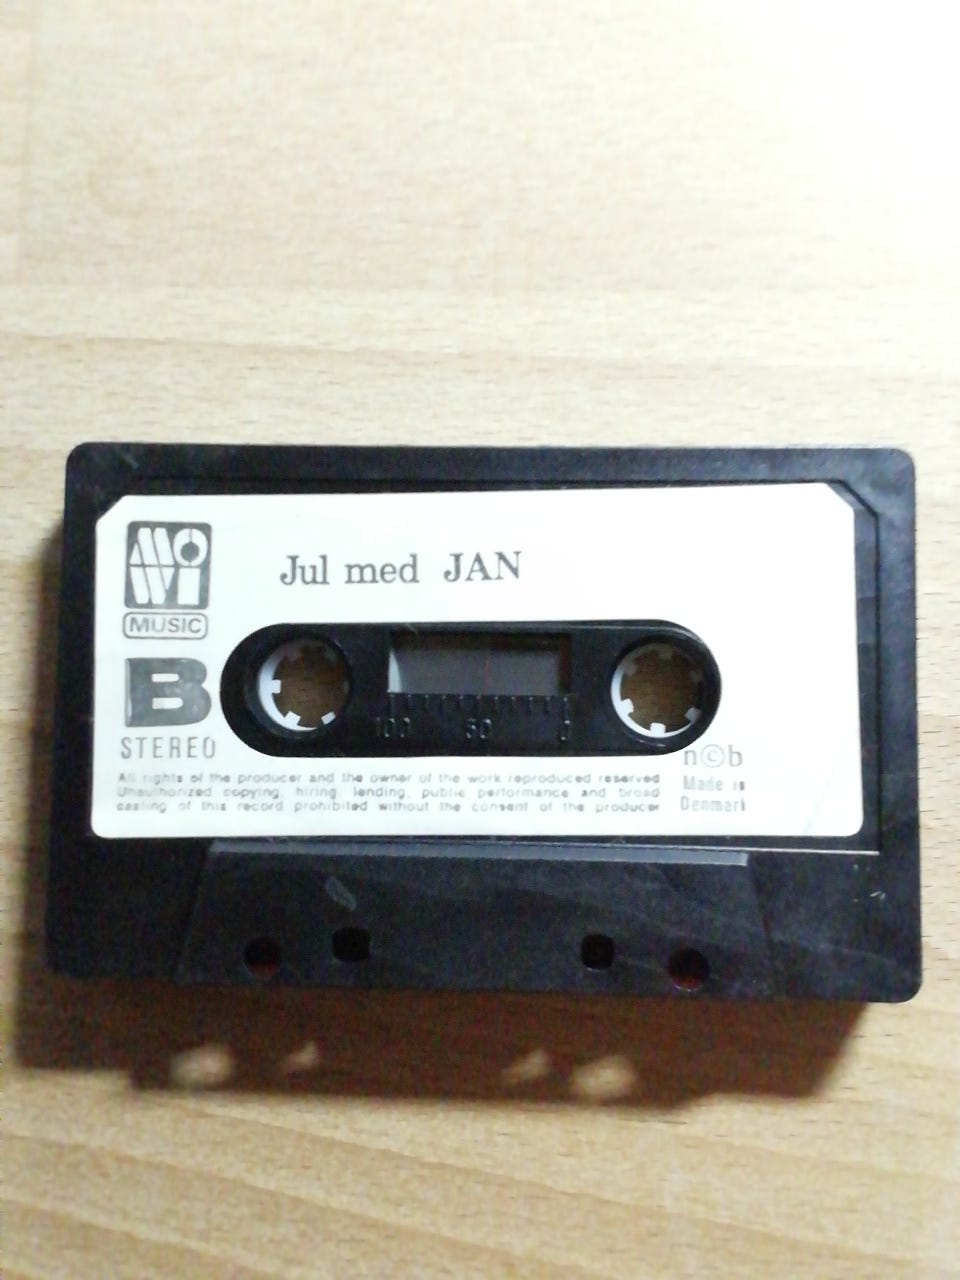 MOWI
MUSIC
Jul med JAN
B
STEREO
100 50 0
n©b
All rights of the producer and the owner of the work reproduced reserved
Unauthorized copying, hiring, lending, public performance and broad
casting of this record prohibited without the consent of the producer
Made in
Denmark